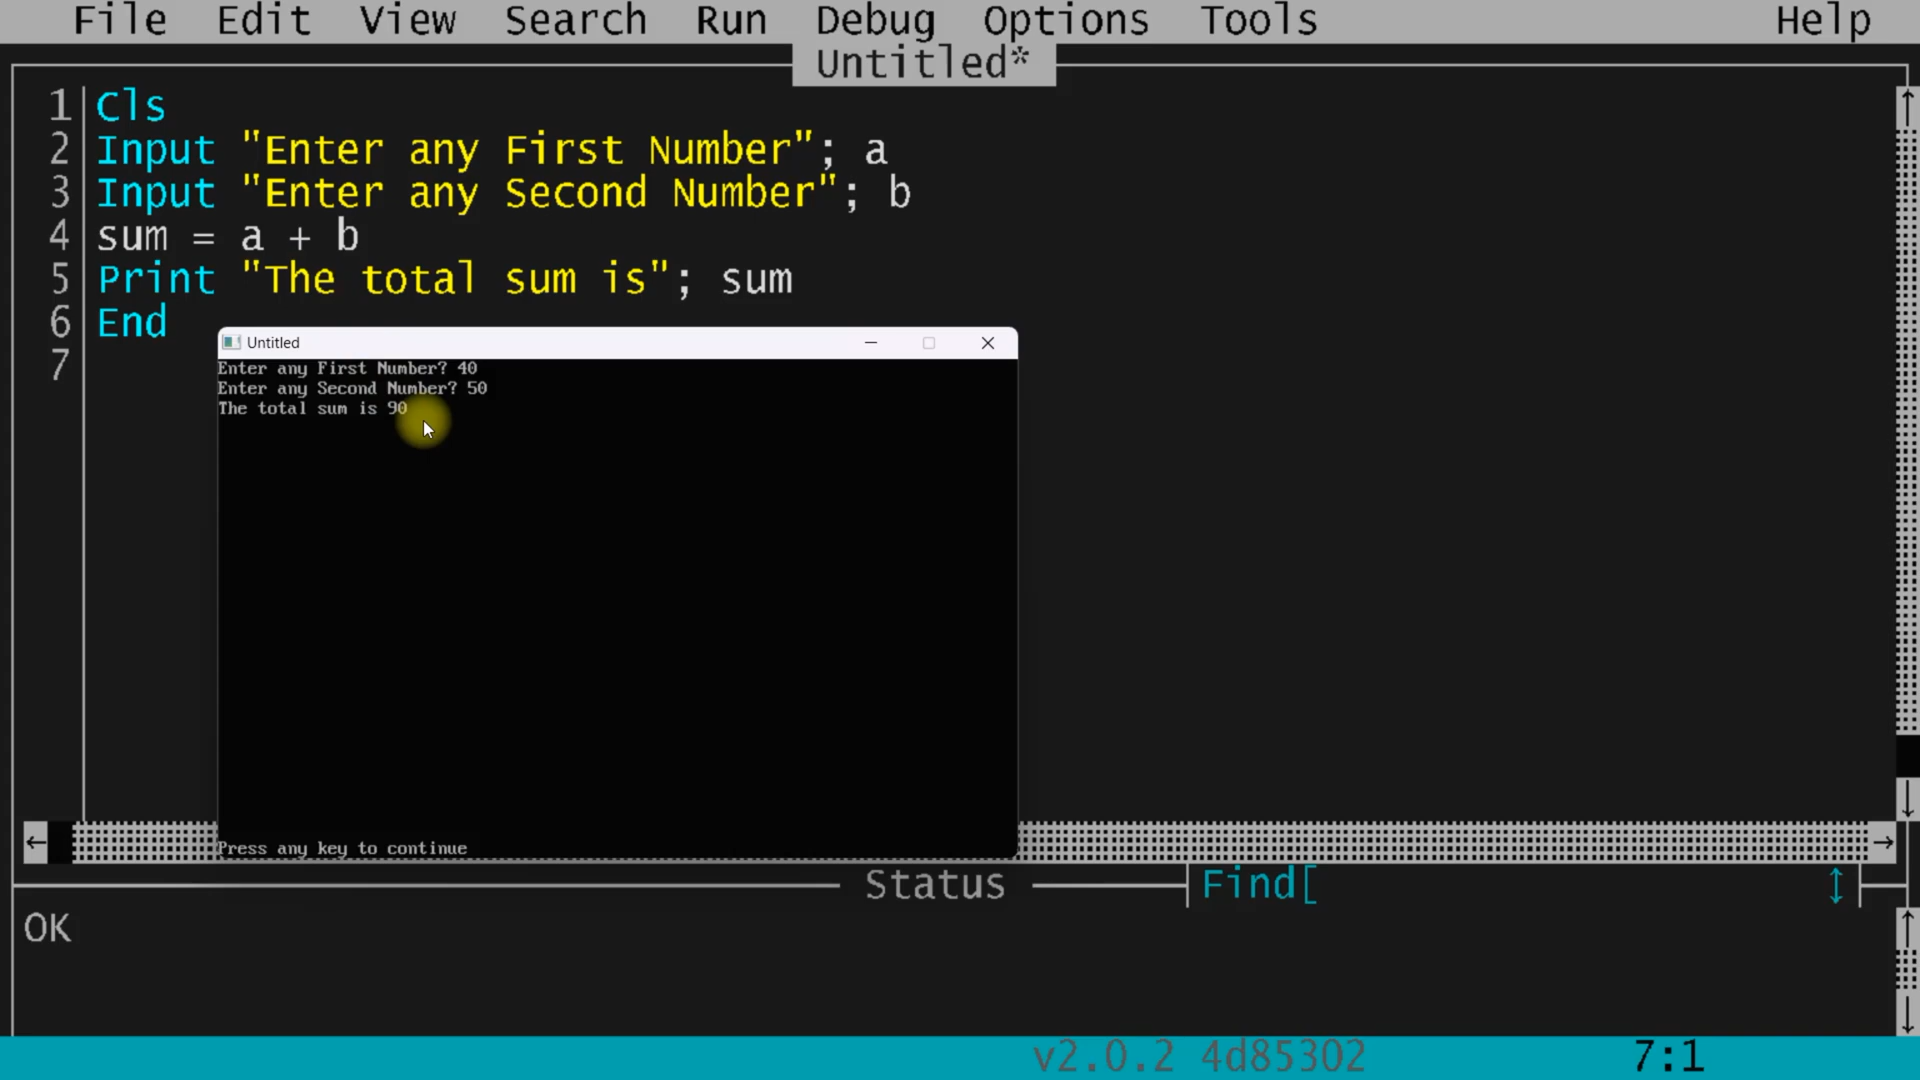 File Edit View Search Run Debug Options Tools Help
Untitled*
1 Cls
2 Input "Enter any First Number"; a
3 Input "Enter any Second Number"; b
4 sum = a + b
5 Print "The total sum is"; sum
6 End
7
Untitled
Enter any First Number? 40
Enter any Second Number? 50
The total sum is 90
Press any key to continue
Status Find[
OK
v2.0.2 4d85302 7:1